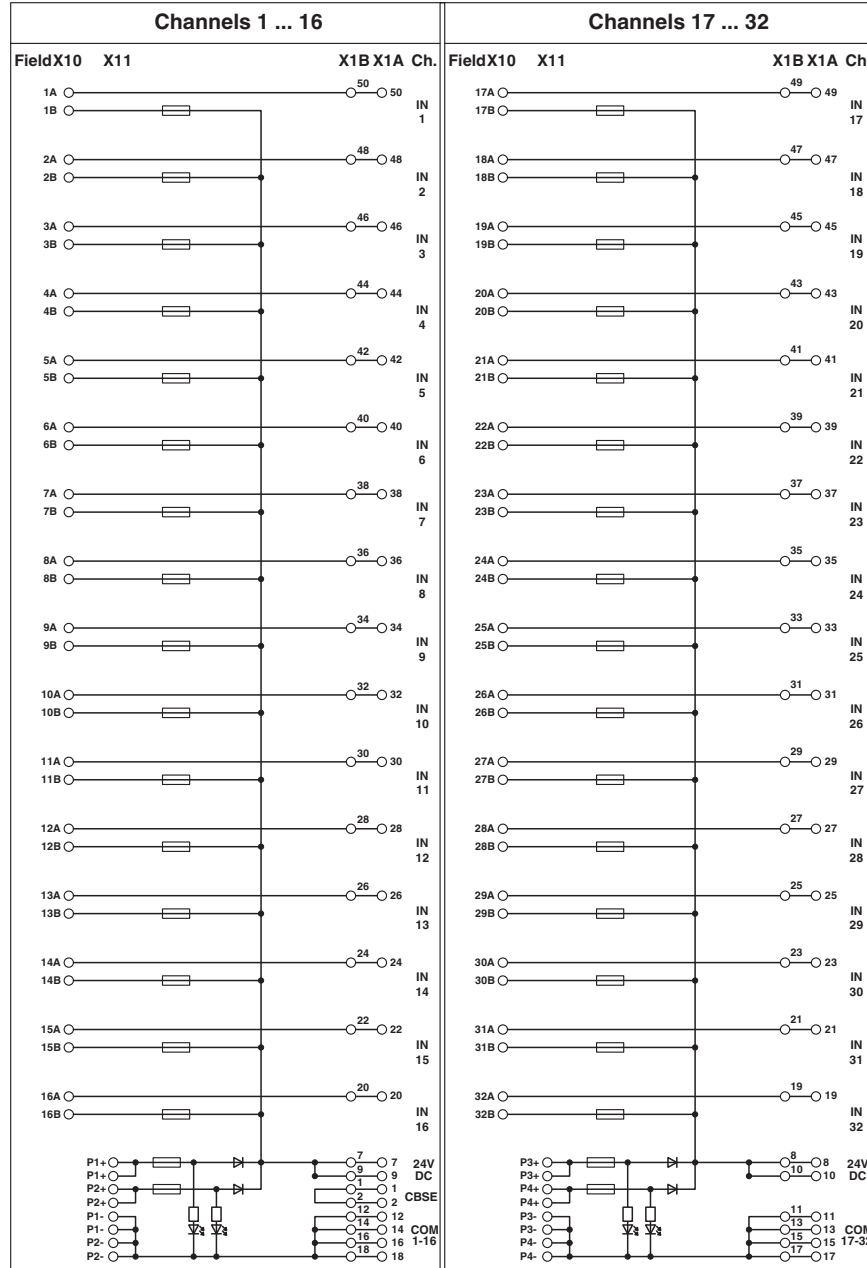 Channels 1 ... 16
Field X10 X11 X1B X1A Ch.
1A 50 50
1B IN 1
2A 48 48
2B IN 2
3A 46 46
3B IN 3
4A 44 44
4B IN 4
5A 42 42
5B IN 5
6A 40 40
6B IN 6
7A 38 38
7B IN 7
8A 36 36
8B IN 8
9A 34 34
9B IN 9
10A 32 32
10B IN 10
11A 30 30
11B IN 11
12A 28 28
12B IN 12
13A 26 26
13B IN 13
14A 24 24
14B IN 14
15A 22 22
15B IN 15
16A 20 20
16B IN 16
P1+ 7 7 24V
P1+ 9 9 DC
P2+ 1 1 CBSE
P2+ 2 2
P1- 12 12
P1- 14 14 COM
P2- 16 16 1-16
P2- 18 18
Channels 17 ... 32
Field X10 X11 X1B X1A Ch
17A 49 49
17B IN 17
18A 47 47
18B IN 18
19A 45 45
19B IN 19
20A 43 43
20B IN 20
21A 41 41
21B IN 21
22A 39 39
22B IN 22
23A 37 37
23B IN 23
24A 35 35
24B IN 24
25A 33 33
25B IN 25
26A 31 31
26B IN 26
27A 29 29
27B IN 27
28A 27 27
28B IN 28
29A 25 25
29B IN 29
30A 23 23
30B IN 30
31A 21 21
31B IN 31
32A 19 19
32B IN 32
P3+ 8 8 24V
P3+ 10 10 DC
P4+
P4+
P3- 11 11
P3- 13 13 COM
P4- 15 15 17-32
P4- 17 17